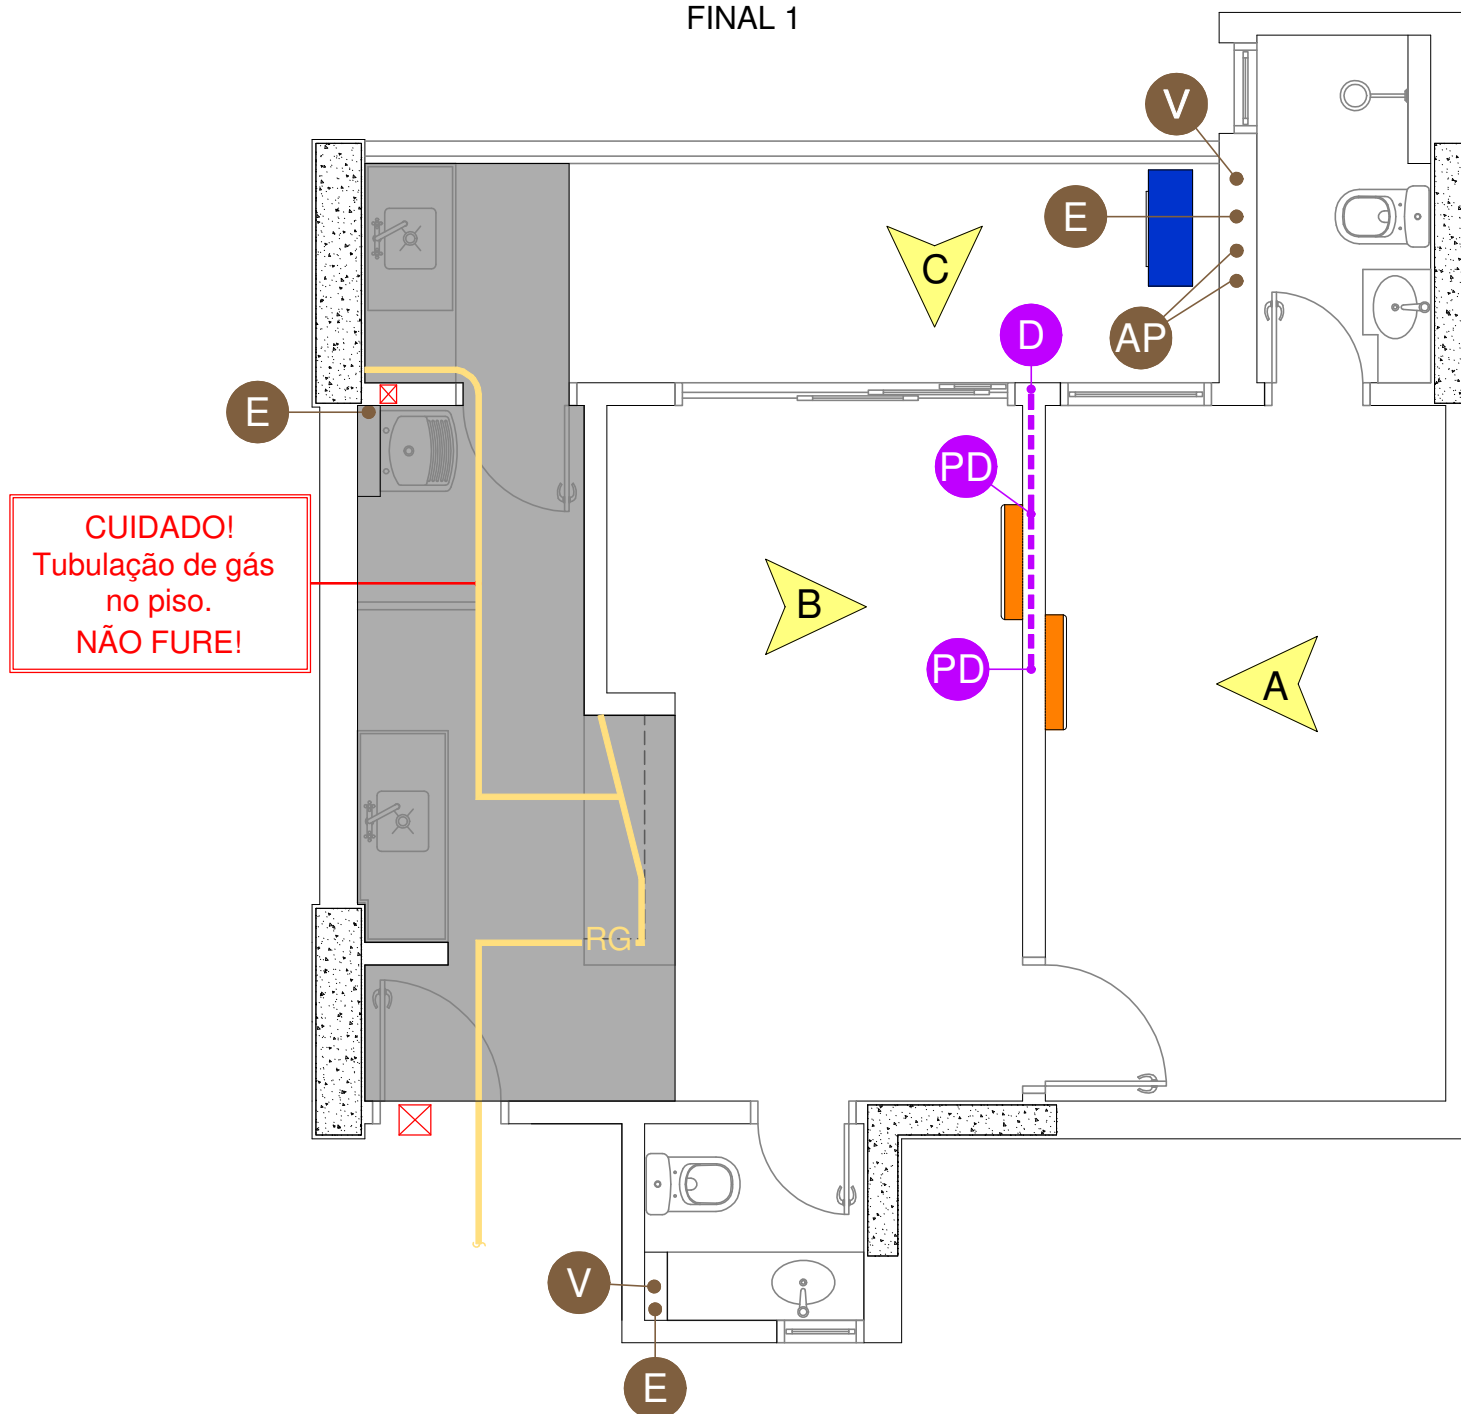 FINAL 1
V
E
C
D
AP
E
PD
CUIDADO!
Tubulação de gás
no piso.
NÃO FURE!
B
PD
A
RG
V
E